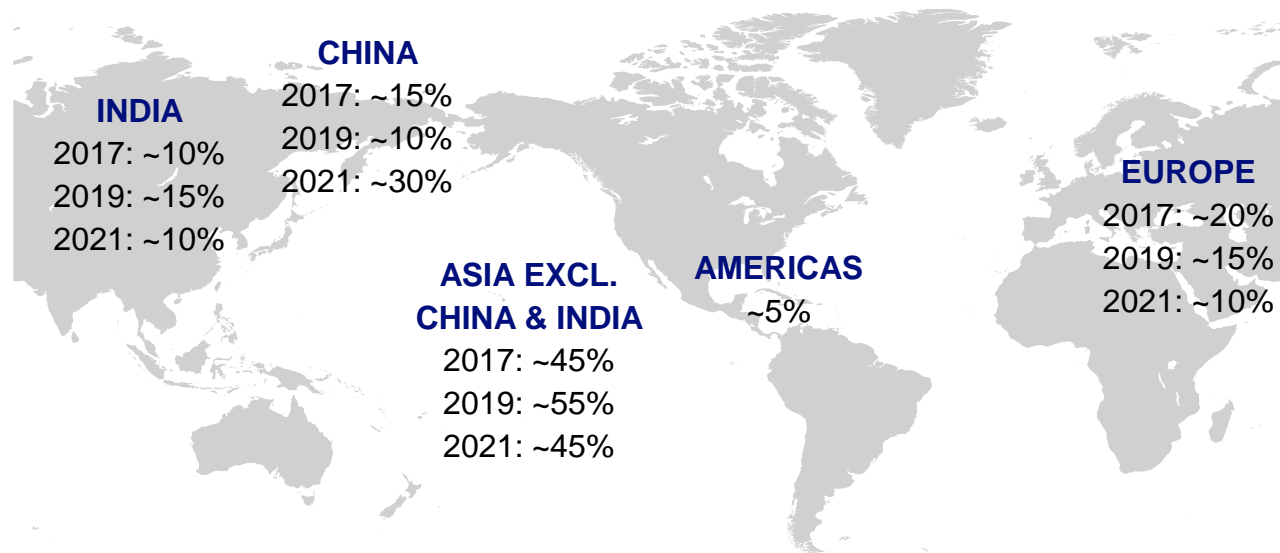 CHINA
2017: ~15%
2019: ~10%
2021: ~30%
INDIA
2017: ~10%
2019: ~15%
2021: ~10%
ASIA EXCL.
CHINA & INDIA
2017: ~45%
2019: ~55%
2021: ~45%
AMERICAS
~5%
EUROPE
2017: ~20%
2019: ~15%
2021: ~10%